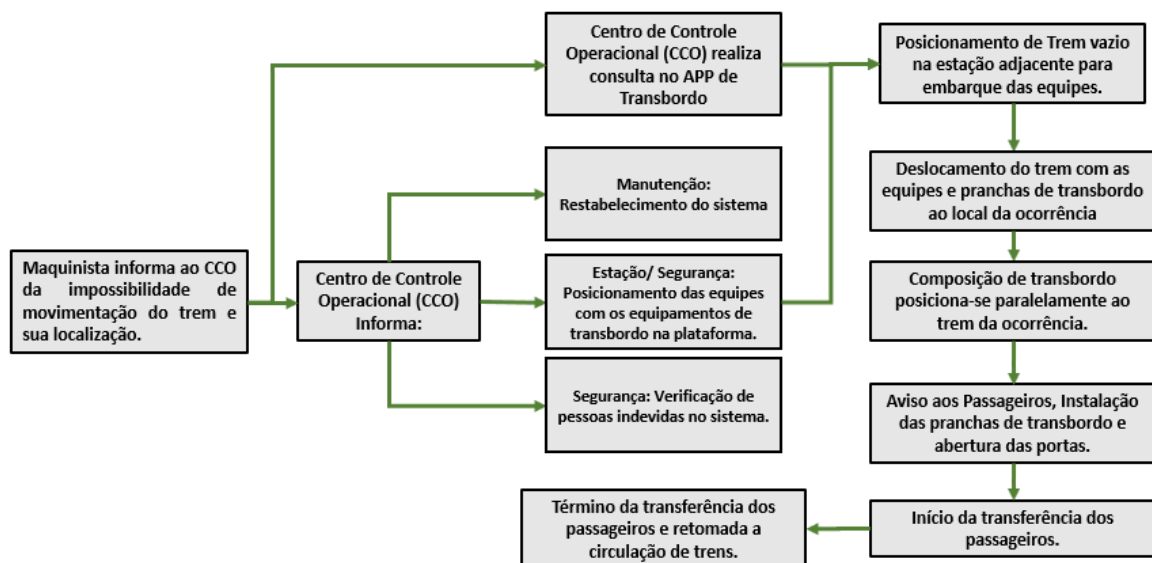 Maquinista informa ao CCO
da impossibilidade de
movimentação do trem e
sua localização.
Centro de Controle
Operacional (CCO)
Informa:
Centro de Controle
Operacional (CCO) realiza
consulta no APP de
Transbordo
Manutenção:
Restabelecimento do sistema
Estação/ Segurança:
Posicionamento das equipes
com os equipamentos de
transbordo na plataforma.
Segurança: Verificação de
pessoas indevidas no sistema.
Posicionamento de Trem vazio
na estação adjacente para
embarque das equipes.
Deslocamento do trem com as
equipes e pranchas de transbordo
ao local da ocorrência
Composição de transbordo
posiciona-se paralelamente ao
trem da ocorrência.
Aviso aos Passageiros, Instalação
das pranchas de transbordo e
abertura das portas.
Início da transferência dos
passageiros.
Término da transferência dos
passageiros e retomada a
circulação de trens.